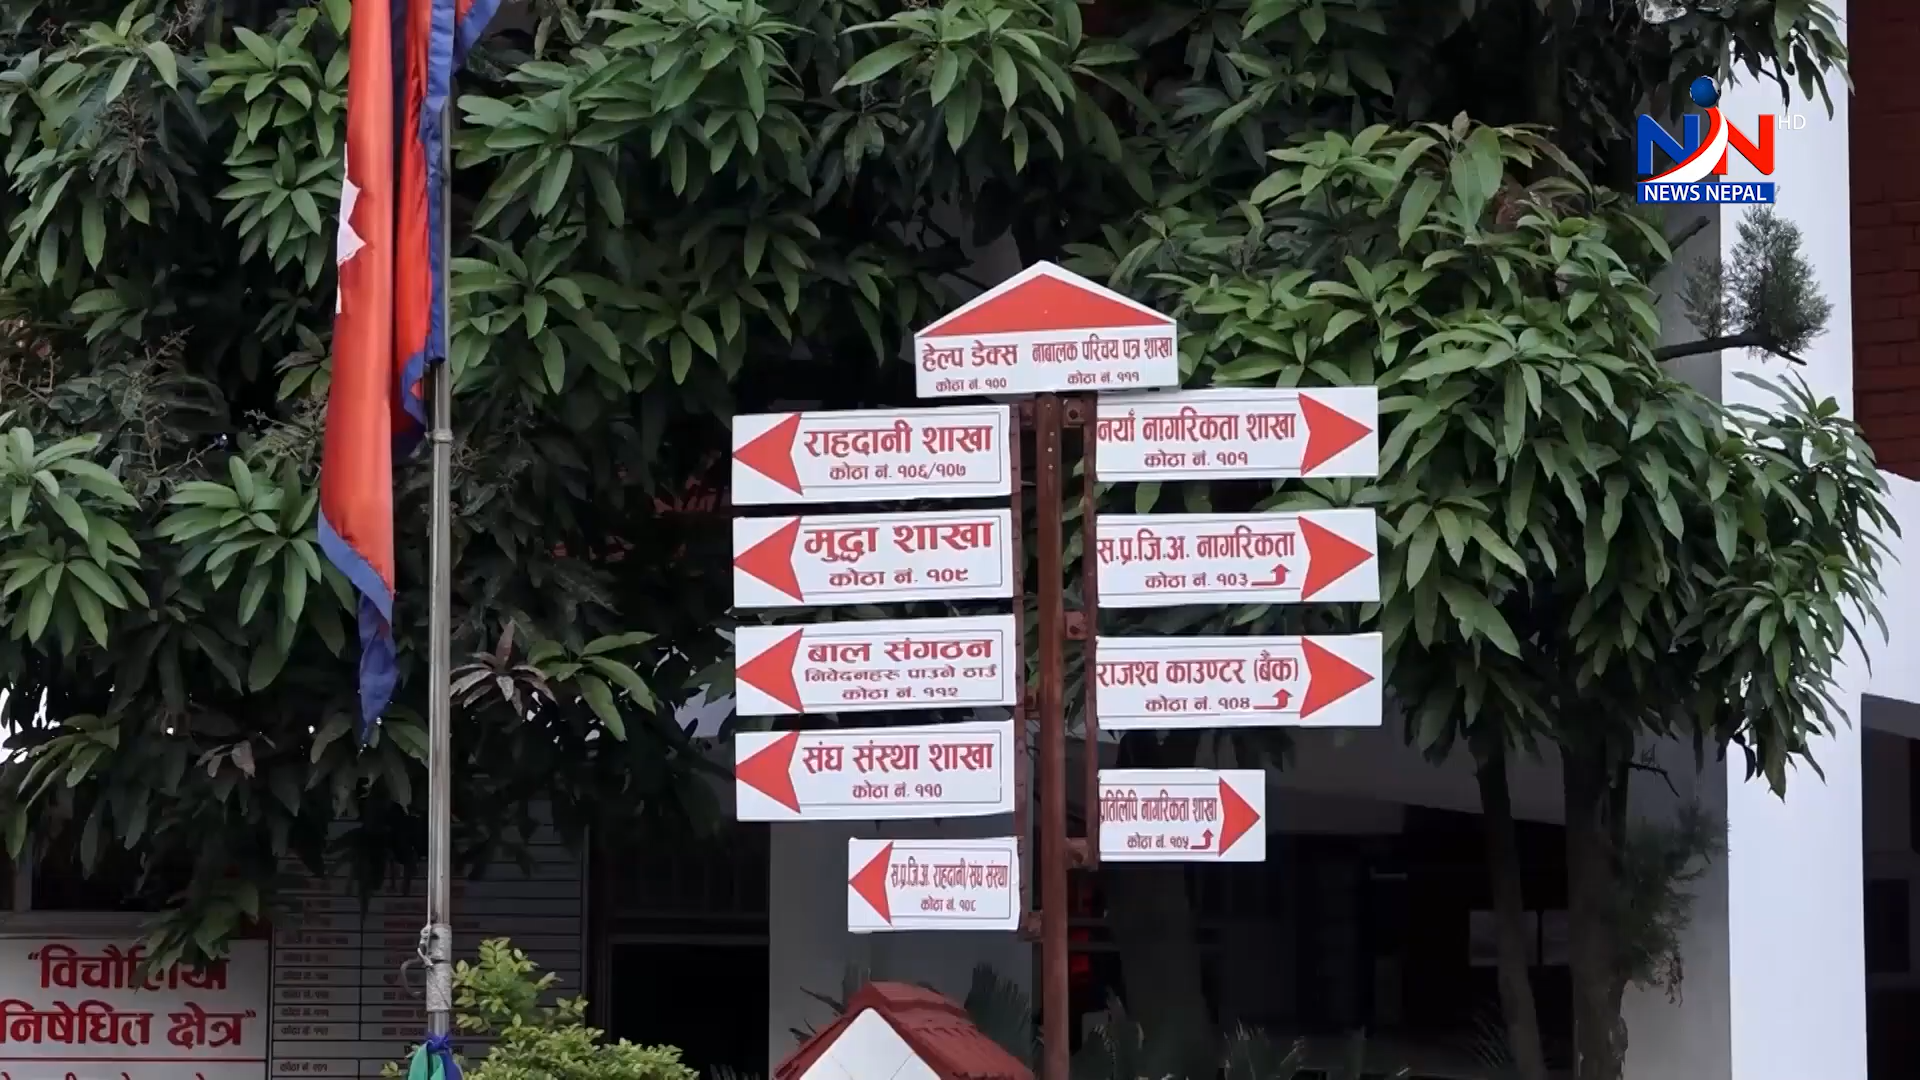 NN HD
NEWS NEPAL
हेल्प डेक्स
कोठा नं. १००
नाबालक परिचय पत्र शाखा
कोठा नं. १११
राहदानी शाखा
कोठा नं. १०६/१०७
नयाँ नागरिकता शाखा
कोठा नं. १०१
मुद्धा शाखा
कोठा नं. १०९
स.प्र.जि.अ. नागरिकता
कोठा नं. १०३
बाल संगठन
निवेदनहरु पाउने ठाउँ
कोठा नं. ११२
राजश्व काउण्टर (बैंक)
कोठा नं. १०४
संघ संस्था शाखा
कोठा नं. ११०
प्रतिलिपि नागरिकता शाखा
कोठा नं. १०५
स.प्र.जि.अ. राहदानी/संघ संस्था
कोठा नं. १०८
“विचौलिया
निषेधित क्षेत्र”